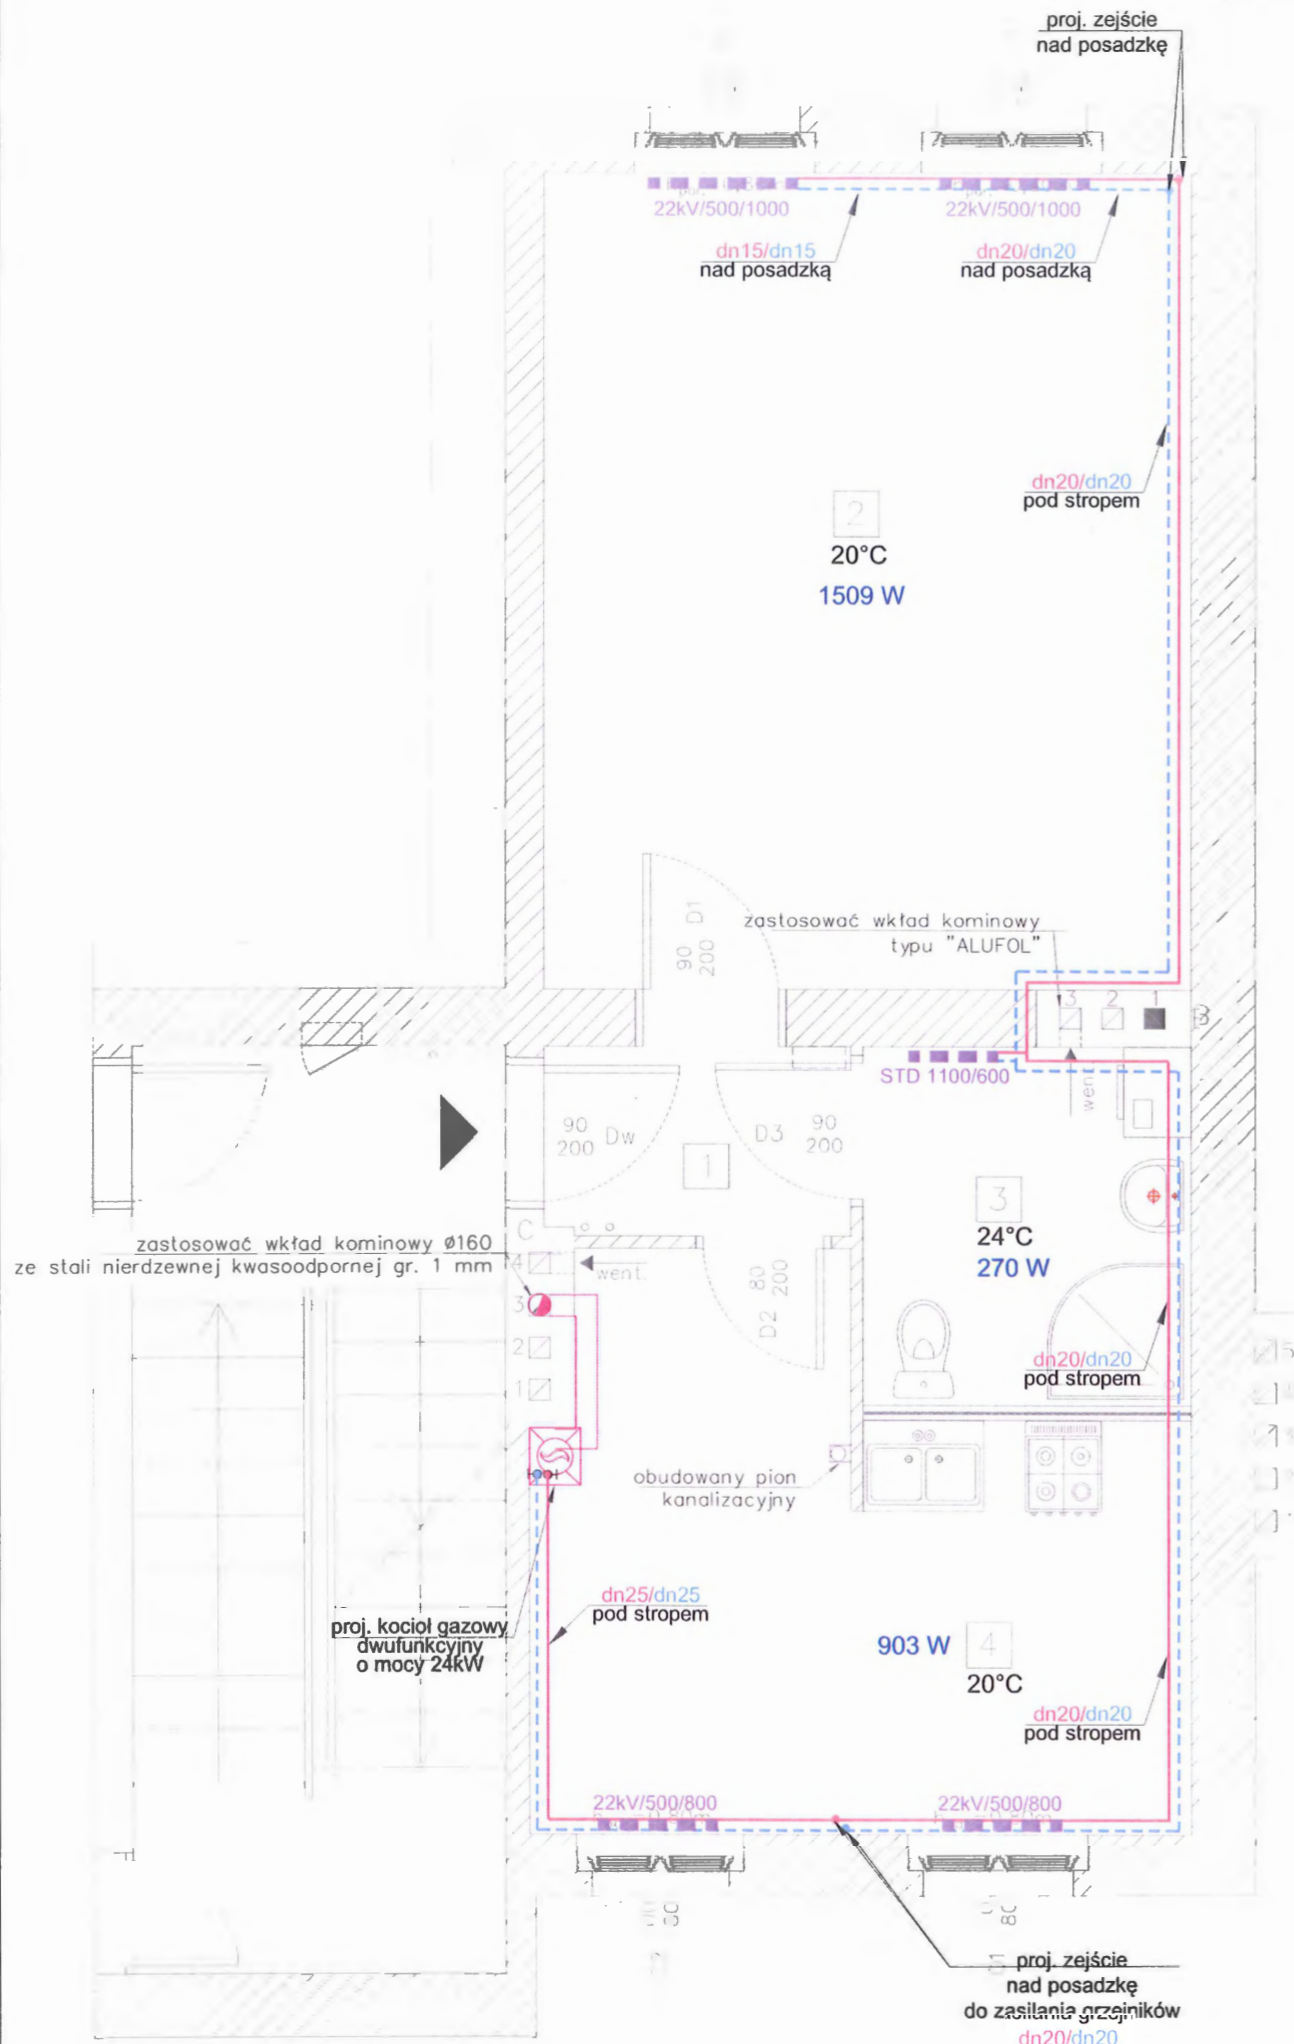 proj. zejście
nad posadzkę
22kV/500/1000
22kV/500/1000
dn15/dn15
nad posadzką
dn20/dn20
nad posadzką
dn20/dn20
pod stropem
2
20°C
1509 W
90
200
D1
zastosować wkład kominowy
typu "ALUFOL"
3 2 1 B
STD 1100/600
went.
90
200
Dw
D3
90
200
1
3
24°C
270 W
C
zastosować wkład kominowy ø160
ze stali nierdzewnej kwasoodpornej gr. 1 mm
4
went.
3
2
1
80
200
D2
dn20/dn20
pod stropem
obudowany pion
kanalizacyjny
dn25/dn25
pod stropem
proj. kocioł gazowy
dwufunkcyjny
o mocy 24kW
903 W
4
20°C
dn20/dn20
pod stropem
22kV/500/800
22kV/500/800
80
80
proj. zejście
nad posadzkę
do zasilania grzejników
dn20/dn20